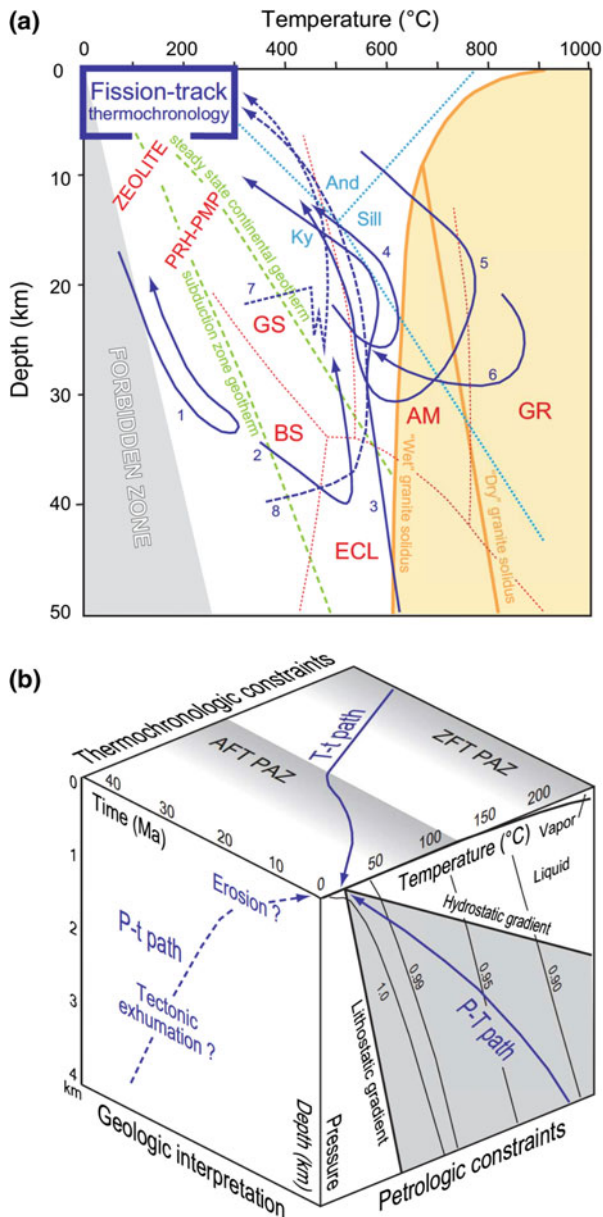 (a)
Temperature (°C)
0 200 400 600 800 1000
Depth (km)
0
10
20
30
40
50
Fission-track
thermochronology
ZEOLITE
PRH-PMP
steady state continental geotherm
subduction zone geotherm
FORBIDDEN ZONE
And
Sill
Ky
GS
BS
ECL
AM
GR
"Wet" granite solidus
"Dry" granite solidus
1
2
3
4
5
6
7
8
(b)
Thermochronologic constraints
AFT PAZ
T-t path
ZFT PAZ
Time (Ma)
40
30
20
10
0
Temperature (°C)
50
100
150
200
0
1
2
3
4
km
P-t path
Erosion ?
Tectonic
exhumation ?
Geologic interpretation
Depth (km)
Pressure
Vapor
Liquid
Hydrostatic gradient
Lithostatic gradient
1.0
0.99
0.95
0.90
P-T path
Petrologic constraints